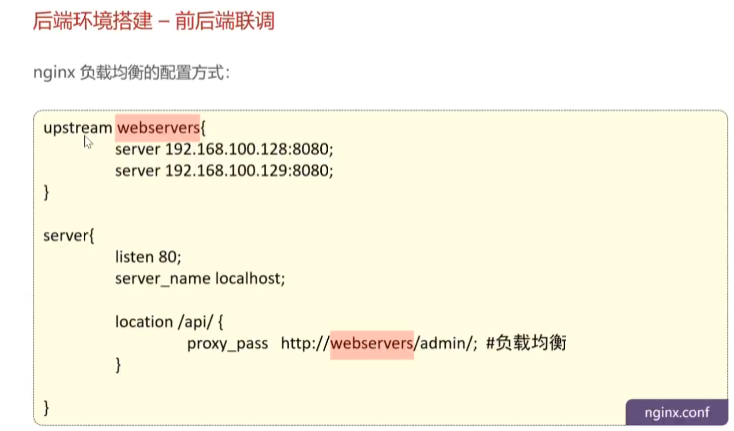 后端环境搭建 – 前后端联调
nginx 负载均衡的配置方式：
upstream webservers{
server 192.168.100.128:8080;
server 192.168.100.129:8080;
}
server{
listen 80;
server_name localhost;
location /api/ {
proxy_pass http://webservers/admin/; #负载均衡
}
}
nginx.conf